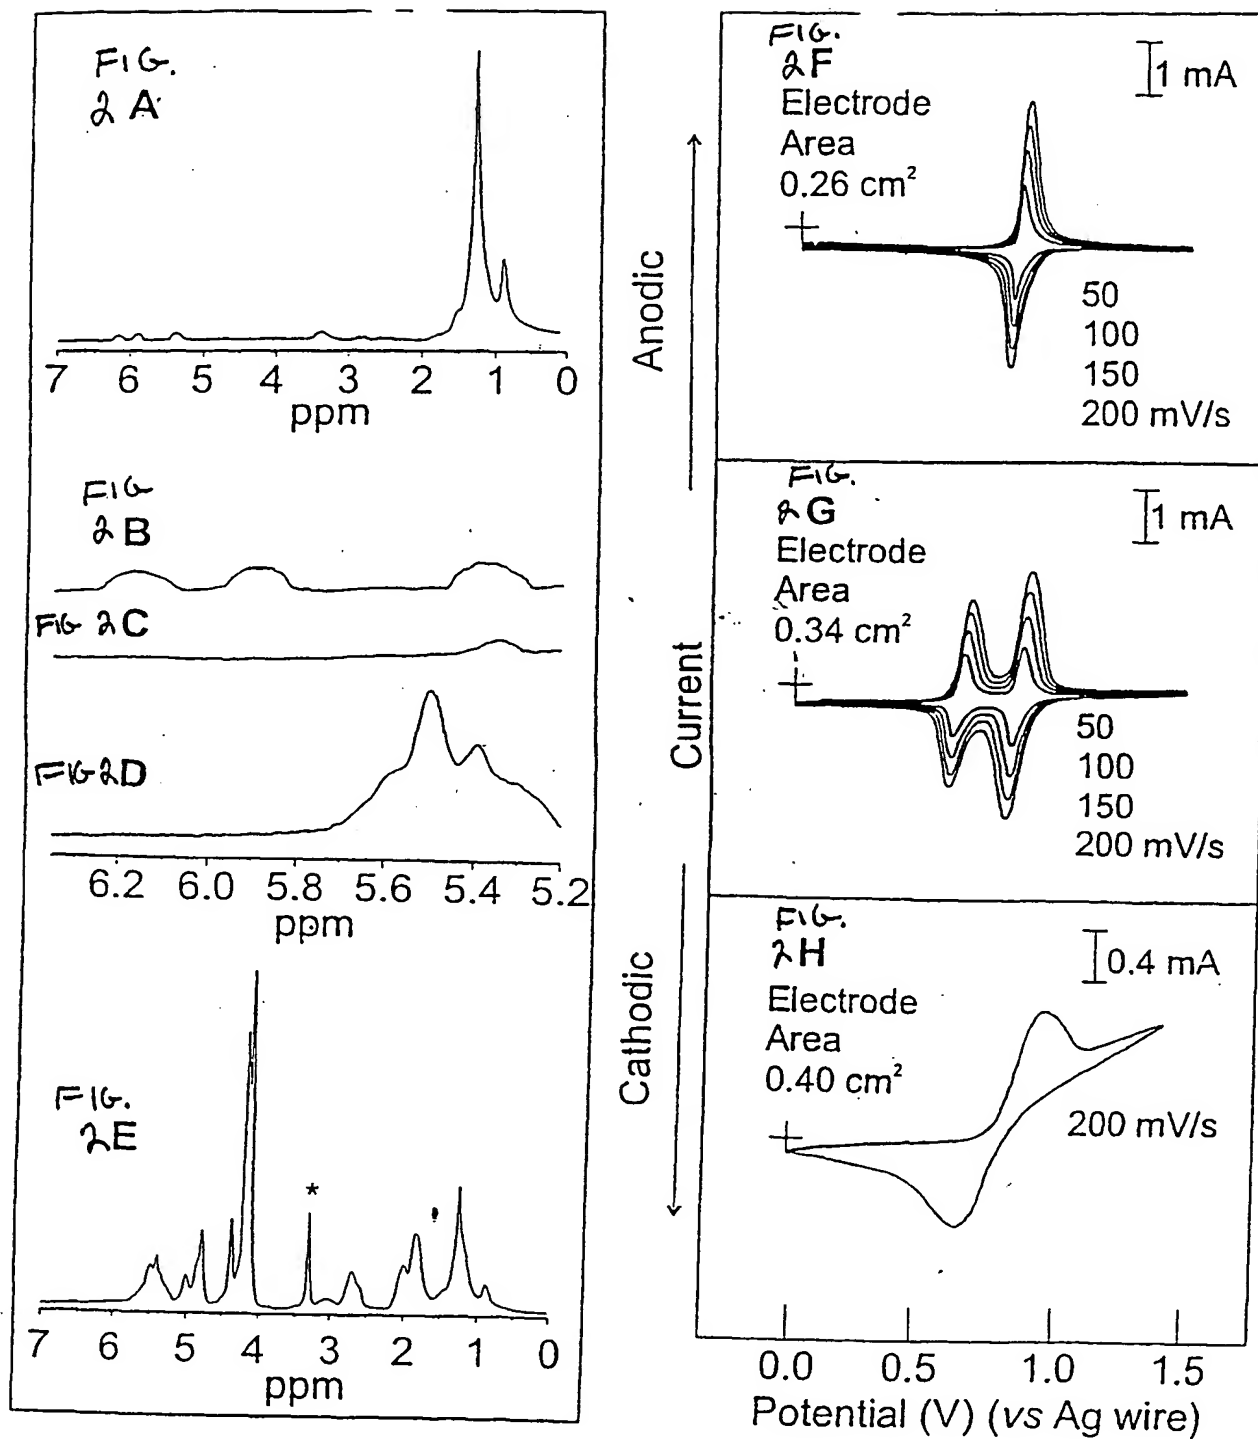 FIG.
2 A
7 6 5 4 3 2 1 0
ppm
FIG
2 B
FIG 2C
FIG 2D
6.2 6.0 5.8 5.6 5.4 5.2
ppm
FIG.
2E
*
7 6 5 4 3 2 1 0
ppm
Anodic
Current
Cathodic
FIG.
2F
1 mA
Electrode
Area
0.26 cm²
50
100
150
200 mV/s
FIG.
2G
1 mA
Electrode
Area
0.34 cm²
50
100
150
200 mV/s
FIG.
2H
0.4 mA
Electrode
Area
0.40 cm²
200 mV/s
0.0 0.5 1.0 1.5
Potential (V) (vs Ag wire)